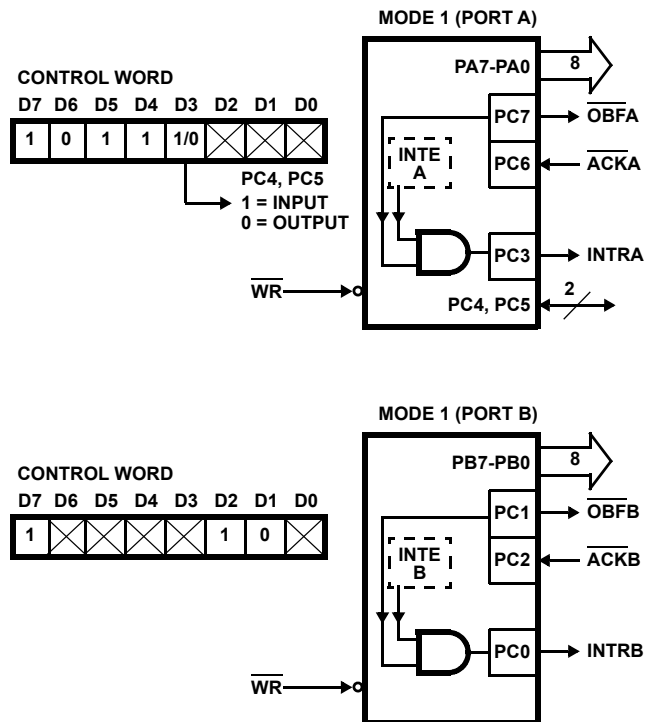 MODE 1 (PORT A)
CONTROL WORD
D7 D6 D5 D4 D3 D2 D1 D0
1 0 1 1 1/0
PC4, PC5
1 = INPUT
0 = OUTPUT
WR
PA7-PA0
8
PC7
OBFA
INTE
A
PC6
ACKA
PC3
INTRA
PC4, PC5
2
MODE 1 (PORT B)
CONTROL WORD
D7 D6 D5 D4 D3 D2 D1 D0
1 1 0
WR
PB7-PB0
8
PC1
OBFB
INTE
B
PC2
ACKB
PC0
INTRB